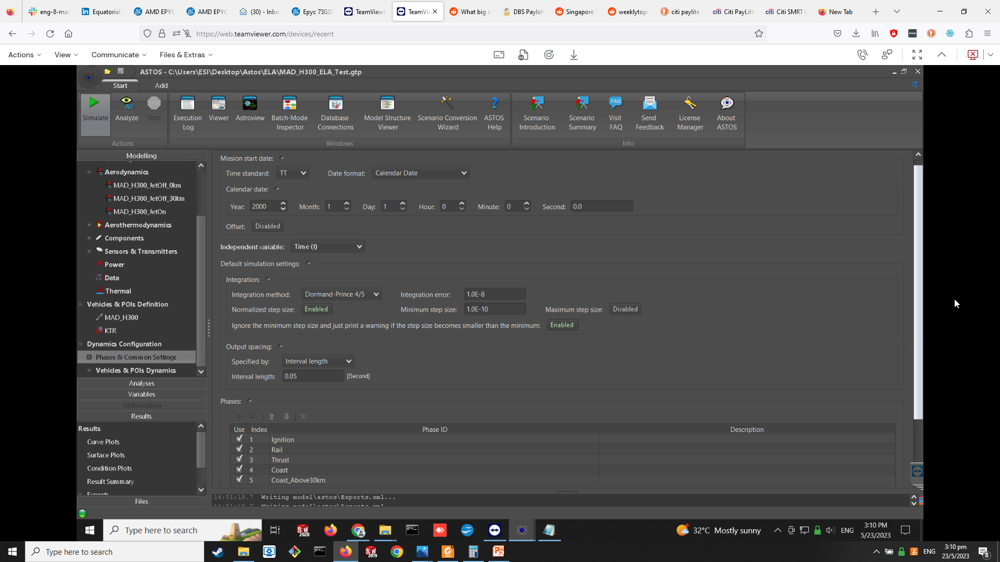 eng-8-mac
Equatorial
AMD EPYC
AMD EPYC
(30) - Inbo
Epyc 7302P
TeamViewe
TeamVie
What big c
DBS Paylah
Singapore
weeklytopi
citi paylite
Citi PayLite
Citi SMRT C
New Tab
https://web.teamviewer.com/devices/recent
Actions View Communicate Files & Extras
ASTOS - C:\Users\ESI\Desktop\Astos\ELA\MAD_H300_ELA_Test.gtp
Start Add
Simulate
Analyze
Stop
Execution Log
Viewer
Astroview
Batch-Mode Inspector
Database Connections
Model Structure Viewer
Scenario Conversion Wizard
ASTOS Help
Scenario Introduction
Scenario Summary
Visit FAQ
Send Feedback
License Manager
About ASTOS
Actions Windows Info
Modelling
Aerodynamics
MAD_H300_JetOff_0km
MAD_H300_JetOff_30km
MAD_H300_JetOn
Aerothermodynamics
Components
Sensors & Transmitters
Power
Data
Thermal
Vehicles & POIs Definition
MAD_H300
KTR
Dynamics Configuration
Phases & Common Settings
Vehicles & POIs Dynamics
Analyses
Variables
Optimization
Results
Results
Curve Plots
Surface Plots
Condition Plots
Result Summary
Exports
Files
Mission start date:
Time standard: TT Date format: Calendar Date
Calendar date:
Year: 2000 Month: 1 Day: 1 Hour: 0 Minute: 0 Second: 0.0
Offset: Disabled
Independent variable: Time (t)
Default simulation settings:
Integration:
Integration method: Dormand-Prince 4/5 Integration error: 1.0E-8
Normalized step size: Enabled Minimum step size: 1.0E-10 Maximum step size: Disabled
Ignore the minimum step size and just print a warning if the step size becomes smaller than the minimum: Enabled
Output spacing:
Specified by: Interval length
Interval length: 0.05 [Second]
Phases:
Use Index Phase ID Description
1 Ignition
2 Rail
3 Thrust
4 Coast
5 Coast_Above30km
14:51:18.7 Writing model\astos\Exports.xml...
14:51:18.7 Writing model\astos\Reports.xml
Type here to search
32°C Mostly sunny
ENG
3:10 PM
5/23/2023
Type here to search
ENG
3:10 pm
23/5/2023
8